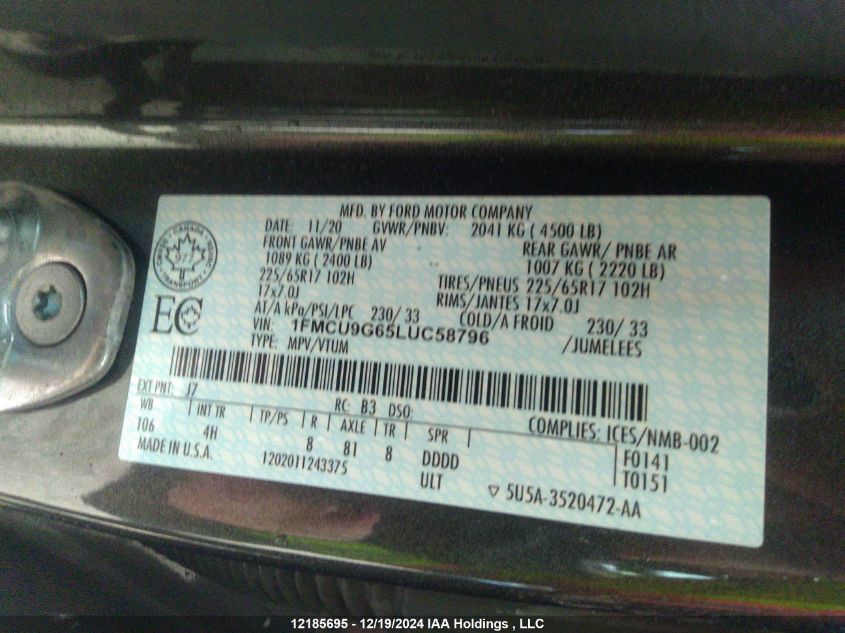 MFD. BY FORD MOTOR COMPANY
DATE: 11/20 GVWR/PNBV: 2041 KG ( 4500 LB)
FRONT GAWR/PNBE AV REAR GAWR/ PNBE AR
1089 KG ( 2400 LB) 1007 KG ( 2220 LB)
225/65R17 102H TIRES/PNEUS 225/65R17 102H
17x7.0J RIMS/JANTES 17x7.0J
AT/A kPa/PSI/LPC 230/ 33 COLD/A FROID 230/ 33
VIN: 1FMCU9G65LUC58796 /JUMELEES
TYPE: MPV/VTUM
CANADA
377
TRANSPORT
EC
EXT PNT: J7 RC: B3 DSO: COMPLIES: ICES/NMB-002
WB INT TR TP/PS R AXLE TR SPR F0141
106 4H 8 81 8 DDDD T0151
MADE IN U.S.A. 1202011243375 ULT 5U5A-3520472-AA
12185695 - 12/19/2024 IAA Holdings , LLC